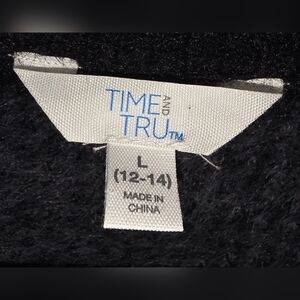 TIME AND
TRU™
L
(12-14)
MADE IN
CHINA